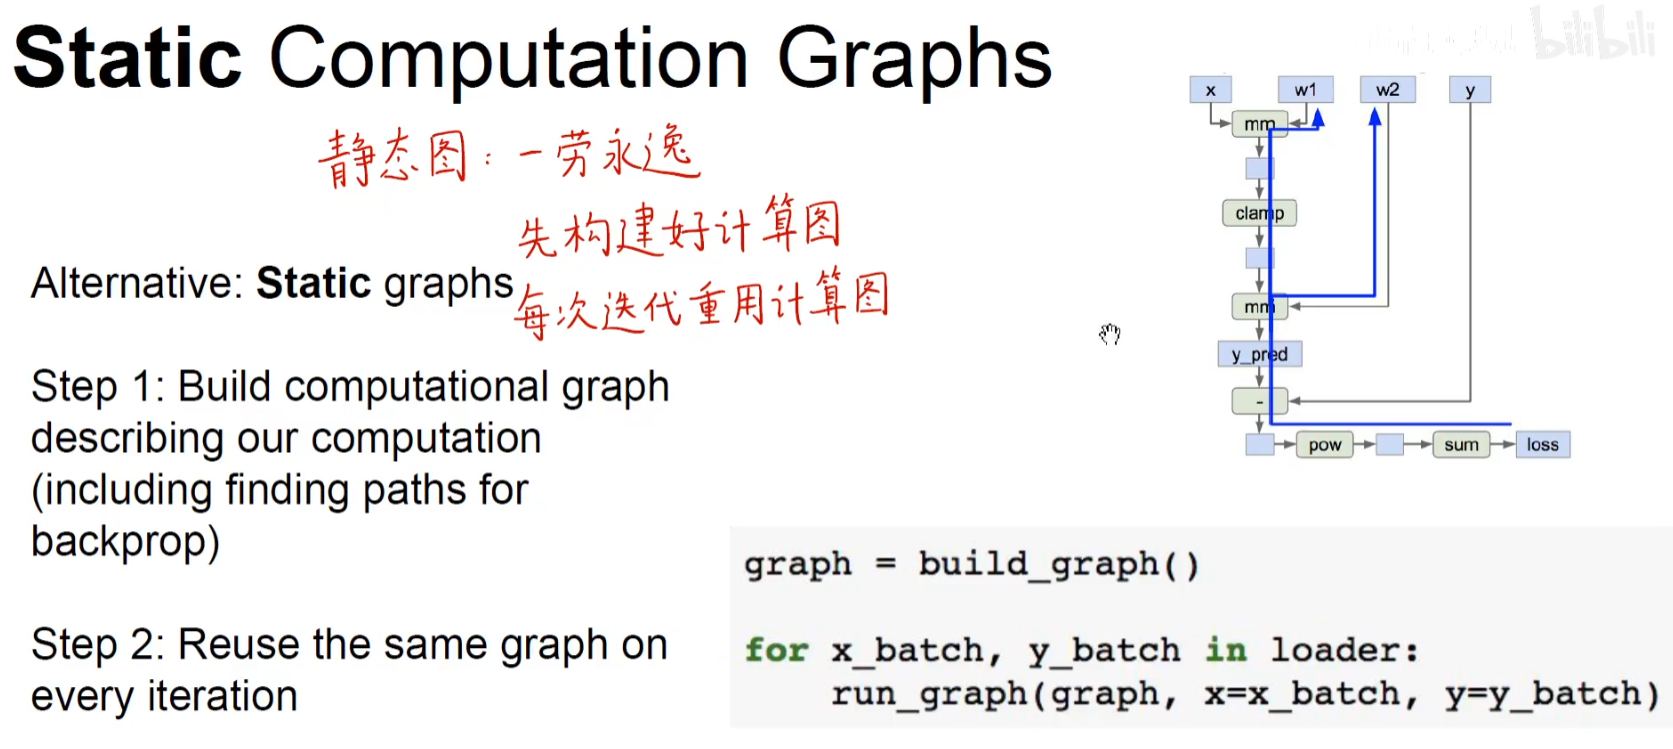 Static Computation Graphs
bilibili
静态图：一劳永逸
先构建好计算图
每次迭代重用计算图
Alternative: Static graphs
Step 1: Build computational graph
describing our computation
(including finding paths for
backprop)
Step 2: Reuse the same graph on
every iteration
x
w1
w2
y
mm
clamp
mm
y_pred
-
pow
sum
loss
graph = build_graph()
for x_batch, y_batch in loader:
    run_graph(graph, x=x_batch, y=y_batch)